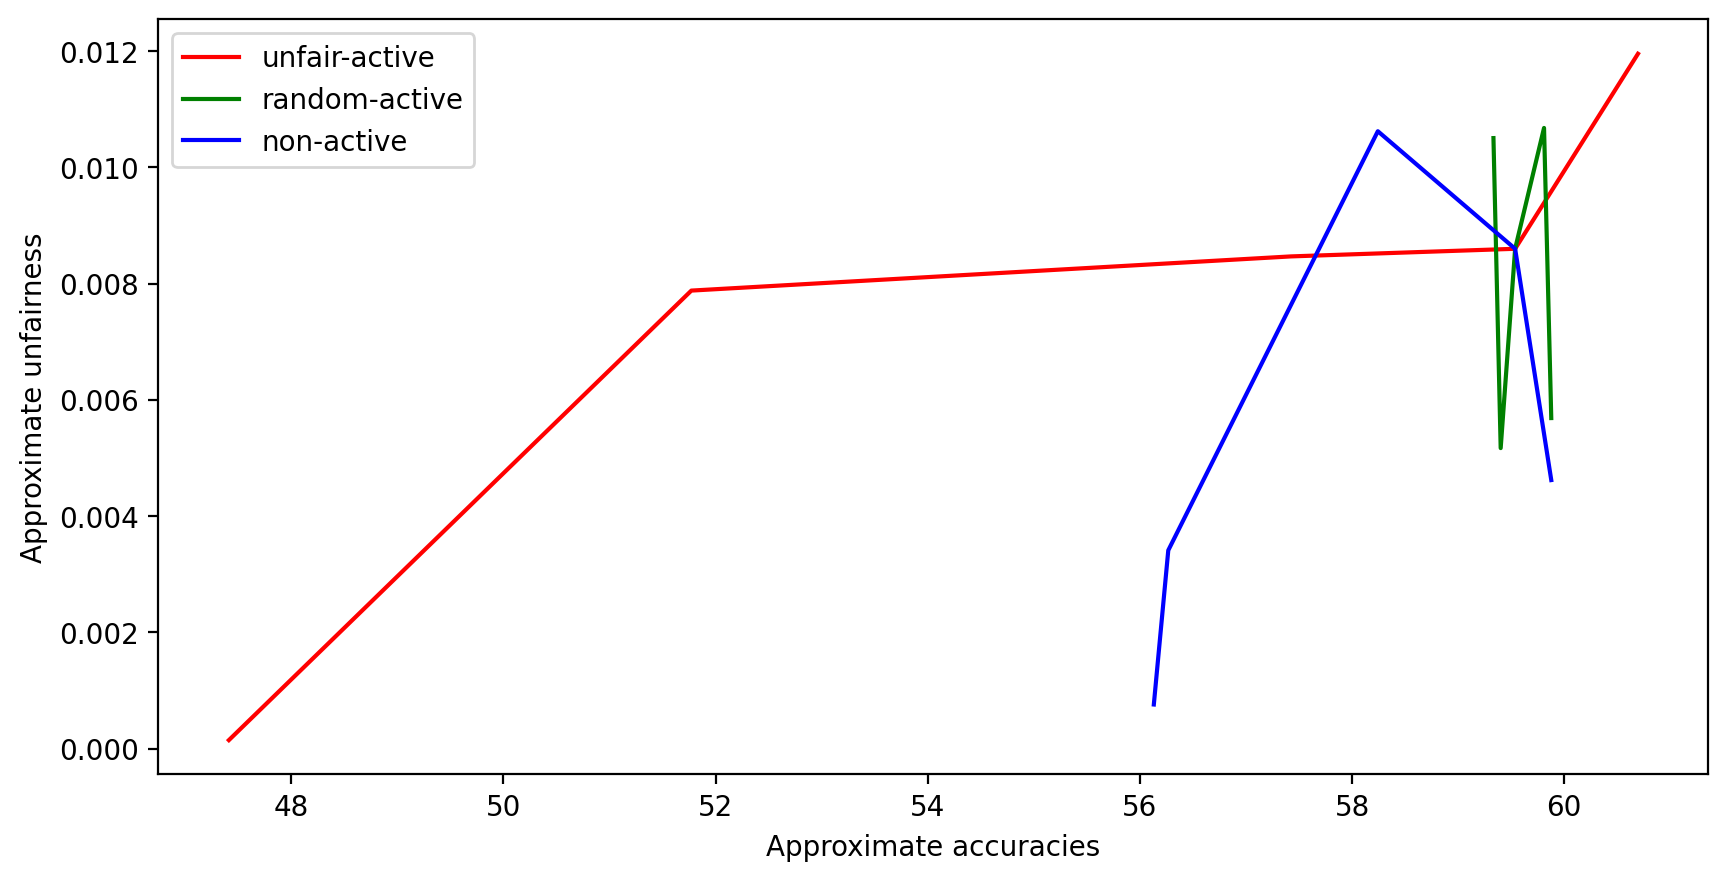 unfair-active
random-active
non-active
Approximate unfairness
0.012
0.010
0.008
0.006
0.004
0.002
0.000
48 50 52 54 56 58 60
Approximate accuracies